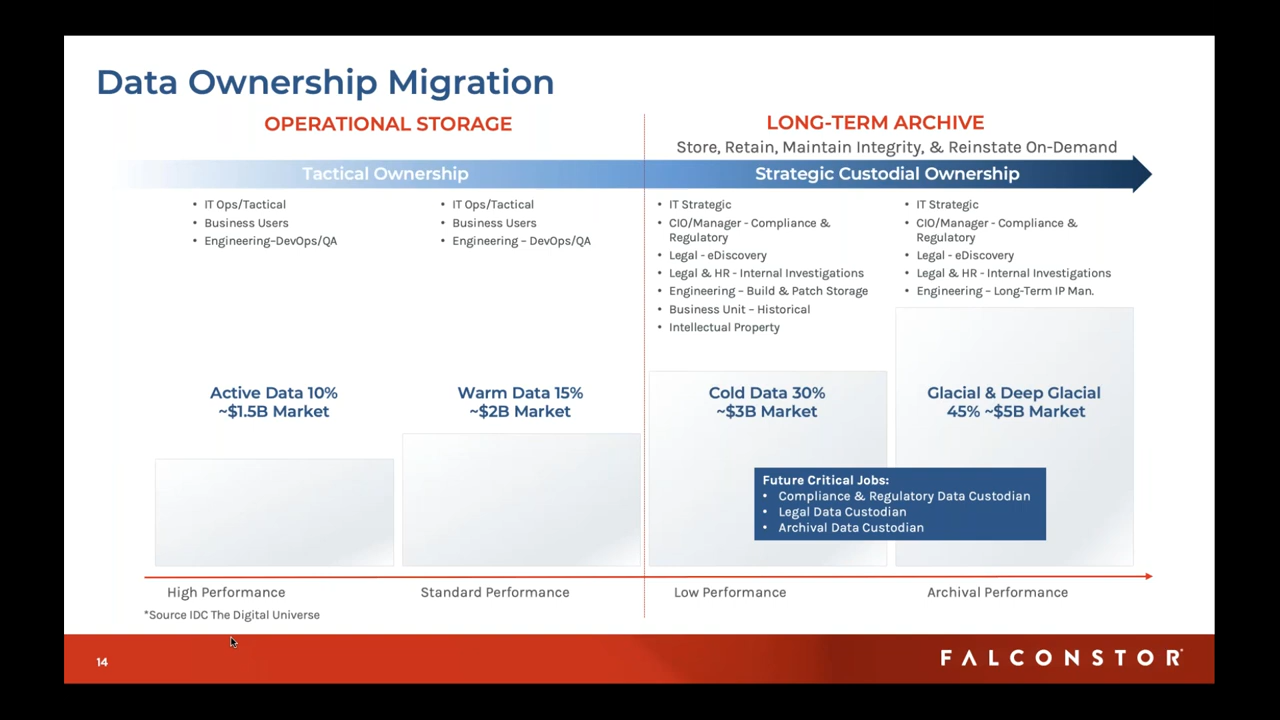 Data Ownership Migration
OPERATIONAL STORAGE
LONG-TERM ARCHIVE
Store, Retain, Maintain Integrity, & Reinstate On-Demand
Tactical Ownership
Strategic Custodial Ownership
• IT Ops/Tactical
• Business Users
• Engineering–DevOps/QA
• IT Ops/Tactical
• Business Users
• Engineering – DevOps/QA
• IT Strategic
• CIO/Manager - Compliance &
Regulatory
• Legal - eDiscovery
• Legal & HR - Internal Investigations
• Engineering – Build & Patch Storage
• Business Unit – Historical
• Intellectual Property
• IT Strategic
• CIO/Manager - Compliance &
Regulatory
• Legal - eDiscovery
• Legal & HR - Internal Investigations
• Engineering – Long-Term IP Man.
Active Data 10%
~$1.5B Market
Warm Data 15%
~$2B Market
Cold Data 30%
~$3B Market
Glacial & Deep Glacial
45% ~$5B Market
Future Critical Jobs:
• Compliance & Regulatory Data Custodian
• Legal Data Custodian
• Archival Data Custodian
High Performance
Standard Performance
Low Performance
Archival Performance
*Source IDC The Digital Universe
14
FALCONSTOR